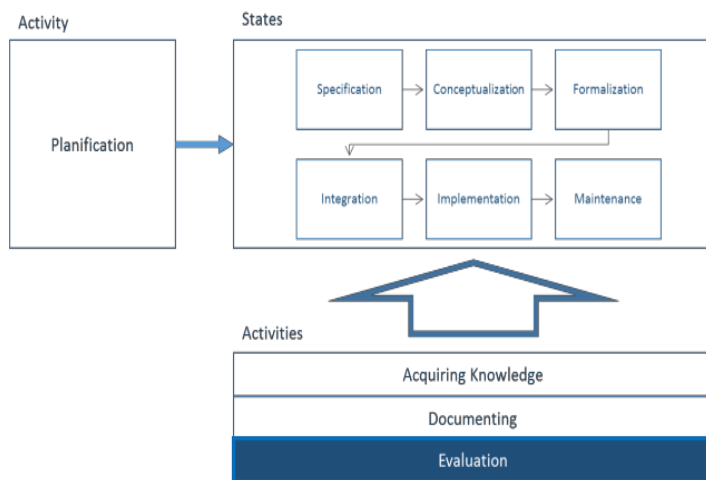 Activity
States
Planification
Specification
Conceptualization
Formalization
Integration
Implementation
Maintenance
Activities
Acquiring Knowledge
Documenting
Evaluation